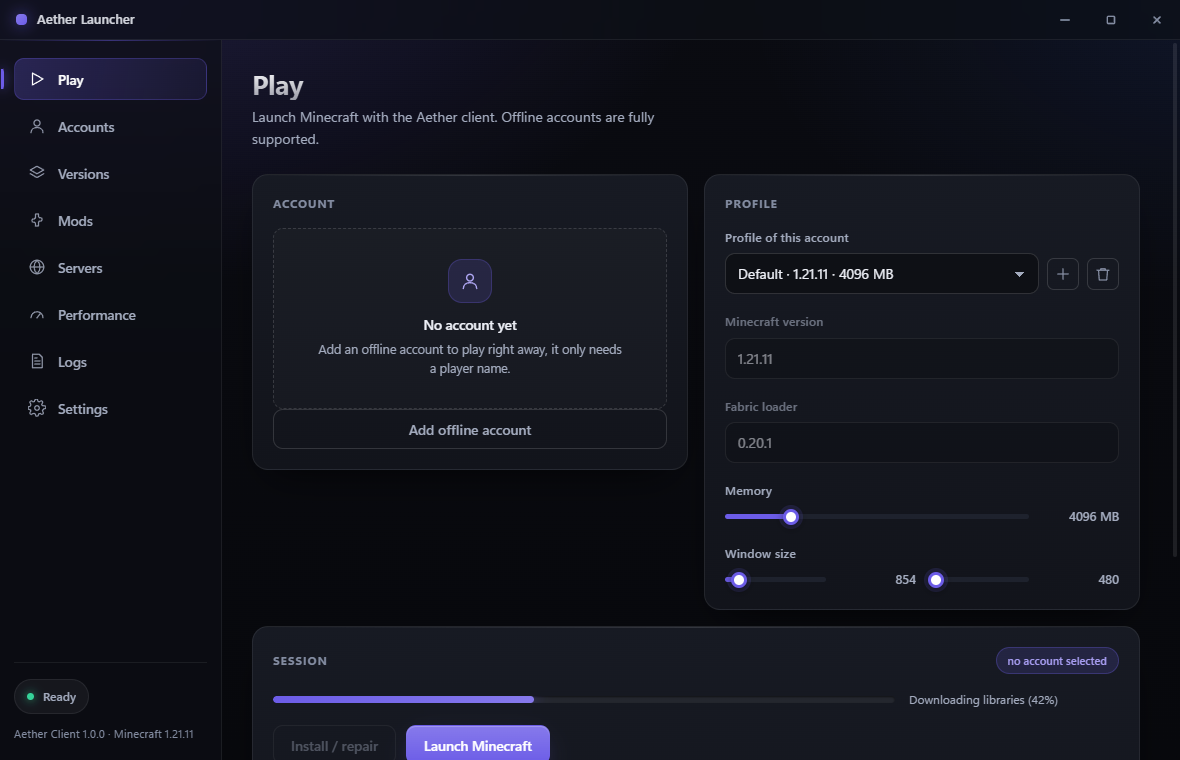 Aether Launcher
Play
Accounts
Versions
Mods
Servers
Performance
Logs
Settings
Ready
Aether Client 1.0.0 · Minecraft 1.21.11
Play
Launch Minecraft with the Aether client. Offline accounts are fully
supported.
ACCOUNT
No account yet
Add an offline account to play right away, it only needs
a player name.
Add offline account
PROFILE
Profile of this account
Default · 1.21.11 · 4096 MB
Minecraft version
1.21.11
Fabric loader
0.20.1
Memory
4096 MB
Window size
854
480
SESSION
no account selected
Downloading libraries (42%)
Install / repair
Launch Minecraft